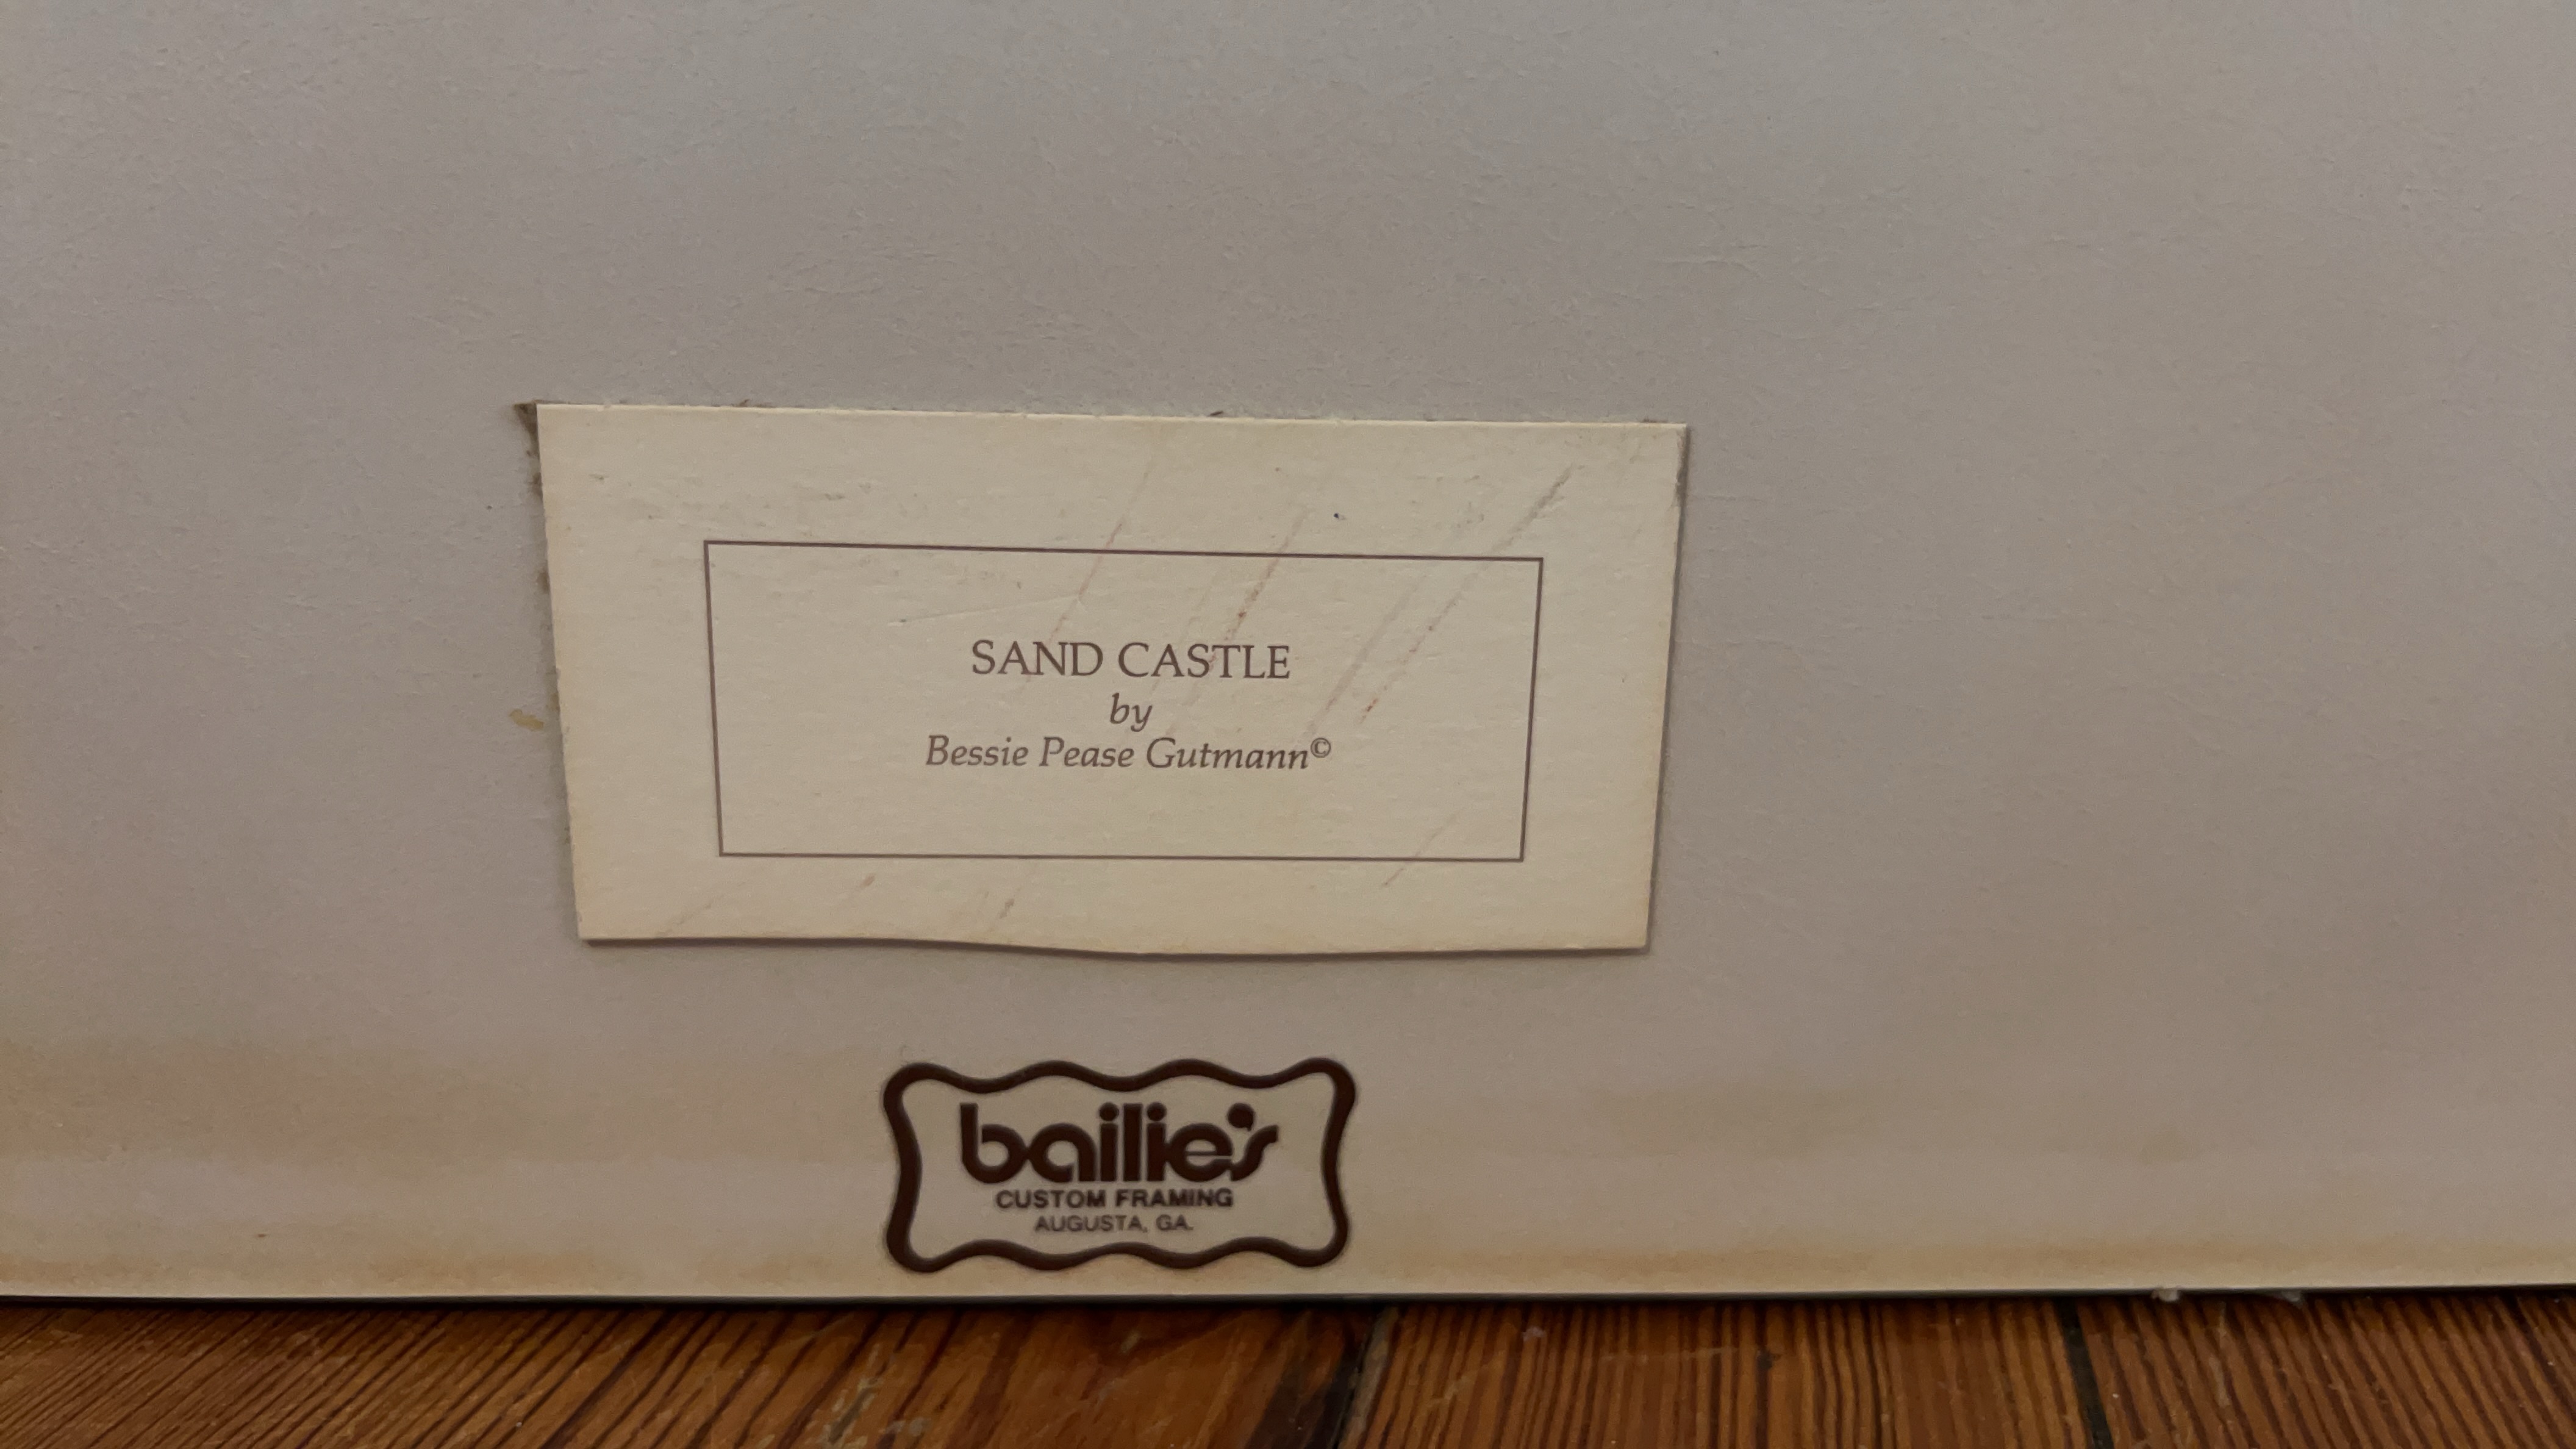 SAND CASTLE
by
Bessie Pease Gutmann©
bailie's
CUSTOM FRAMING
AUGUSTA, GA.